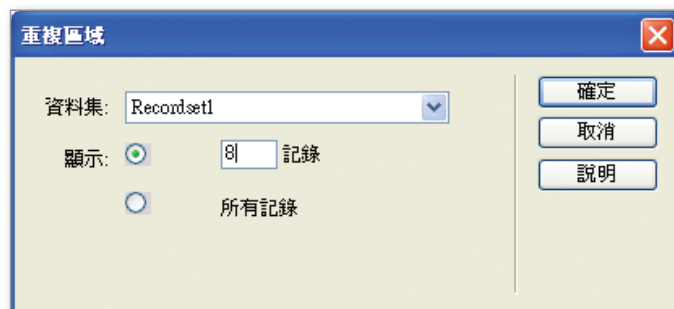 重複區域
資料集: Recordset1
顯示: 8 記錄
所有記錄
確定
取消
說明